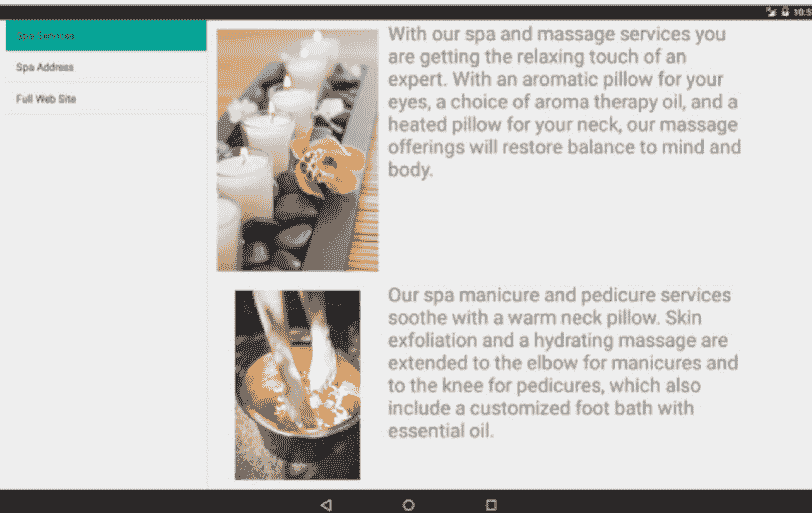 Spa Address
Full Web Site
With our spa and massage services you
are getting the relaxing touch of an
expert. With an aromatic pillow for your
eyes, a choice of aroma therapy oil, and a
heated pillow for your neck, our massage
offerings will restore balance to mind and
body.
Our spa manicure and pedicure services
soothe with a warm neck pillow. Skin
exfoliation and a hydrating massage are
extended to the elbow for manicures and
to the knee for pedicures, which also
include a customized foot bath with
essential oil.